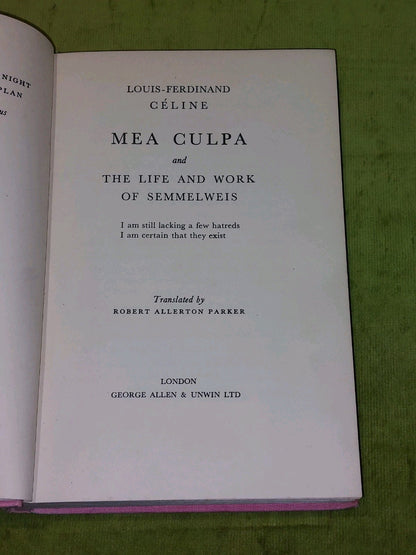 NIGHT
PLAN
us
LOUIS-FERDINAND
CÉLINE
MEA CULPA
and
THE LIFE AND WORK
OF SEMMELWEIS
I am still lacking a few hatreds
I am certain that they exist
Translated by
ROBERT ALLERTON PARKER
LONDON
GEORGE ALLEN & UNWIN LTD